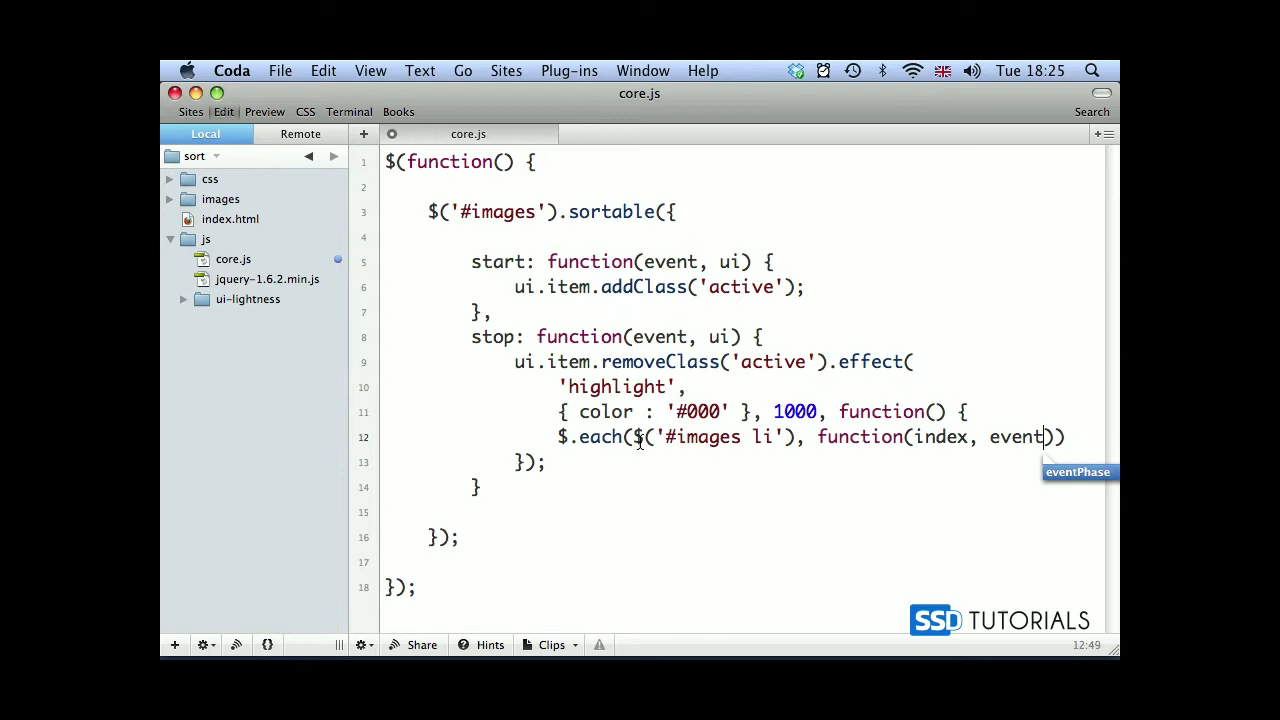 Coda File Edit View Text Go Sites Plug-ins Window Help Tue 18:25
core.js
Sites Edit Preview CSS Terminal Books Search
Local Remote + core.js
sort
css
images
index.html
js
core.js
jquery-1.6.2.min.js
ui-lightness
1 $(function() {
2
3 $('#images').sortable({
4
5 start: function(event, ui) {
6 ui.item.addClass('active');
7 },
8 stop: function(event, ui) {
9 ui.item.removeClass('active').effect(
10 'highlight',
11 { color : '#000' }, 1000, function() {
12 $.each($('#images li'), function(index, event))
eventPhase
13 });
14 }
15
16 });
17
18 });
SSD TUTORIALS
Share Hints Clips 12:49